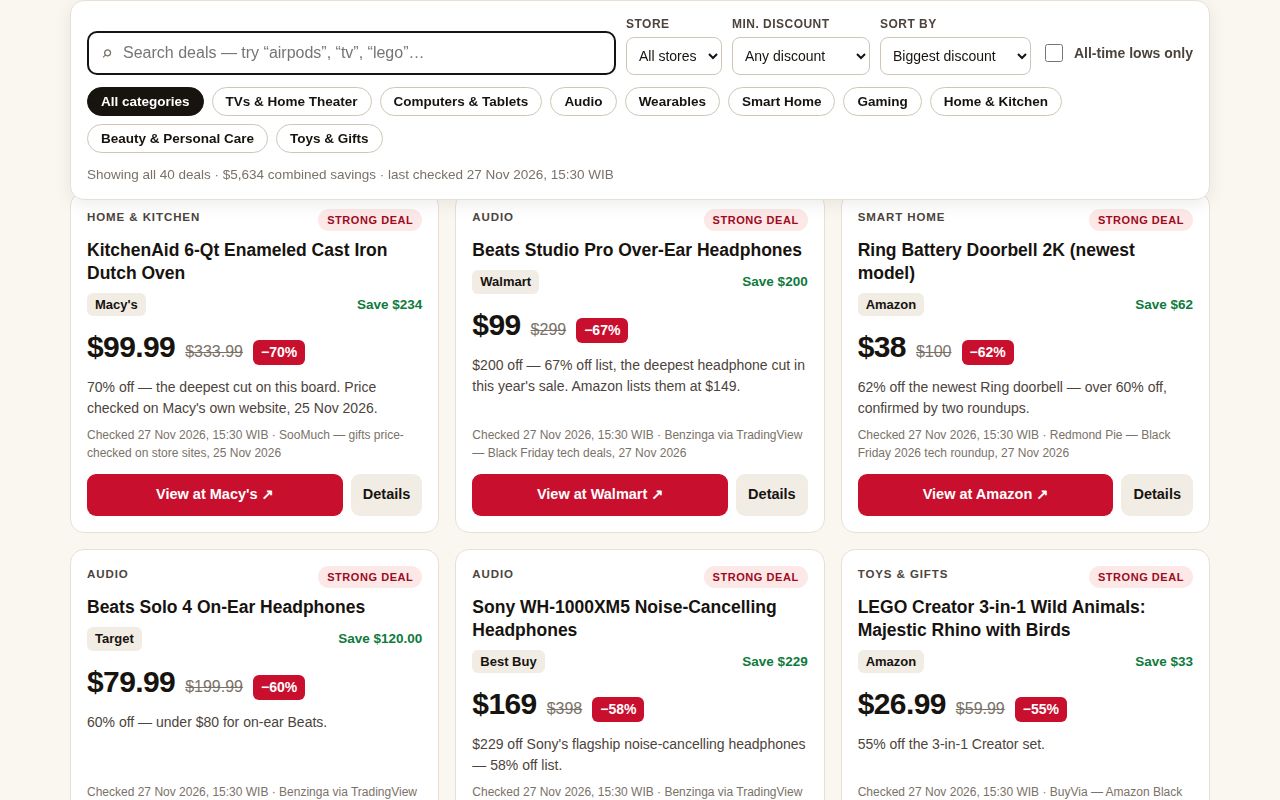 STORE
MIN. DISCOUNT
SORT BY
Search deals — try “airpods”, “tv”, “lego”…
All stores
Any discount
Biggest discount
All-time lows only
All categories
TVs & Home Theater
Computers & Tablets
Audio
Wearables
Smart Home
Gaming
Home & Kitchen
Beauty & Personal Care
Toys & Gifts
Showing all 40 deals · $5,634 combined savings · last checked 27 Nov 2026, 15:30 WIB
HOME & KITCHEN
STRONG DEAL
KitchenAid 6-Qt Enameled Cast Iron
Dutch Oven
Macy's
Save $234
$99.99 $333.99 −70%
70% off — the deepest cut on this board. Price
checked on Macy's own website, 25 Nov 2026.
Checked 27 Nov 2026, 15:30 WIB · SooMuch — gifts price-
checked on store sites, 25 Nov 2026
View at Macy's ↗
Details
AUDIO
STRONG DEAL
Beats Studio Pro Over-Ear Headphones
Walmart
Save $200
$99 $299 −67%
$200 off — 67% off list, the deepest headphone cut in
this year's sale. Amazon lists them at $149.
Checked 27 Nov 2026, 15:30 WIB · Benzinga via TradingView
— Black Friday tech deals, 27 Nov 2026
View at Walmart ↗
Details
SMART HOME
STRONG DEAL
Ring Battery Doorbell 2K (newest
model)
Amazon
Save $62
$38 $100 −62%
62% off the newest Ring doorbell — over 60% off,
confirmed by two roundups.
Checked 27 Nov 2026, 15:30 WIB · Redmond Pie — Black
Friday 2026 tech roundup, 27 Nov 2026
View at Amazon ↗
Details
AUDIO
STRONG DEAL
Beats Solo 4 On-Ear Headphones
Target
Save $120.00
$79.99 $199.99 −60%
60% off — under $80 for on-ear Beats.
Checked 27 Nov 2026, 15:30 WIB · Benzinga via TradingView
AUDIO
STRONG DEAL
Sony WH-1000XM5 Noise-Cancelling
Headphones
Best Buy
Save $229
$169 $398 −58%
$229 off Sony's flagship noise-cancelling headphones
— 58% off list.
Checked 27 Nov 2026, 15:30 WIB · Benzinga via TradingView
TOYS & GIFTS
STRONG DEAL
LEGO Creator 3-in-1 Wild Animals:
Majestic Rhino with Birds
Amazon
Save $33
$26.99 $59.99 −55%
55% off the 3-in-1 Creator set.
Checked 27 Nov 2026, 15:30 WIB · BuyVia — Amazon Black